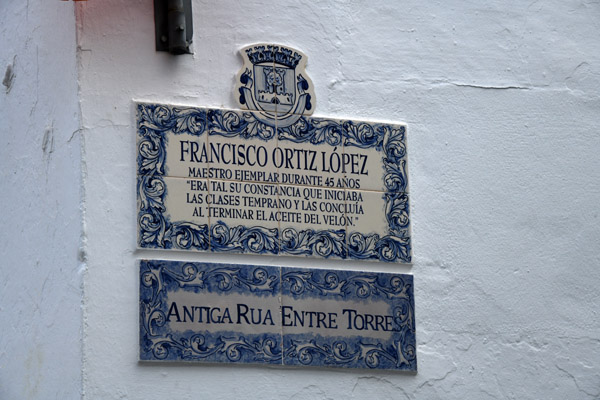 FRANCISCO ORTIZ LÓPEZ
MAESTRO EJEMPLAR DURANTE 45 AÑOS
"ERA TAL SU CONSTANCIA QUE INICIABA
LAS CLASES TEMPRANO Y LAS CONCLUÍA
AL TERMINAR EL ACEITE DEL VELÓN."
ANTIGA RUA ENTRE TORRES